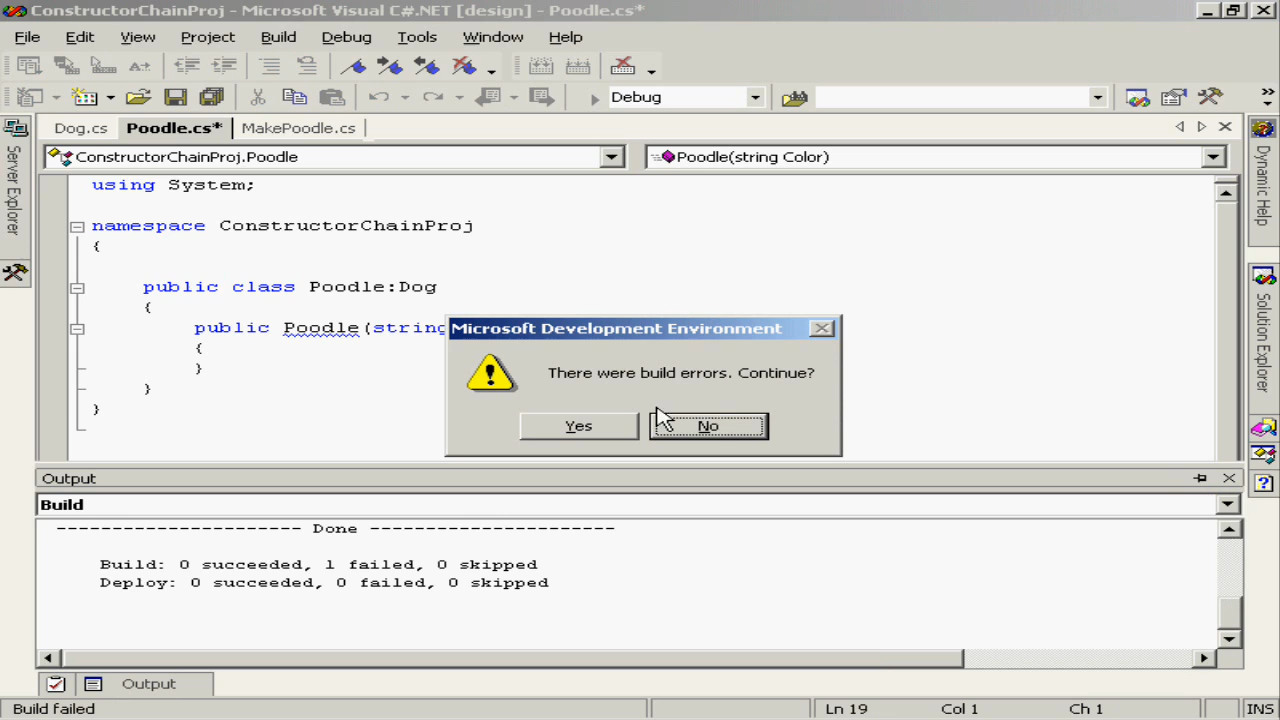 ConstructorChainProj - Microsoft Visual C#.NET [design] - Poodle.cs*
File Edit View Project Build Debug Tools Window Help
Debug
Dog.cs Poodle.cs* MakePoodle.cs
ConstructorChainProj.Poodle Poodle(string Color)
Server Explorer
Dynamic Help
Solution Explorer
using System;
namespace ConstructorChainProj
{
public class Poodle:Dog
{
public Poodle(string
{
}
}
}
Microsoft Development Environment
There were build errors. Continue?
Yes No
Output
Build
---------------------- Done ----------------------
Build: 0 succeeded, 1 failed, 0 skipped
Deploy: 0 succeeded, 0 failed, 0 skipped
Output
Build failed Ln 19 Col 1 Ch 1 INS